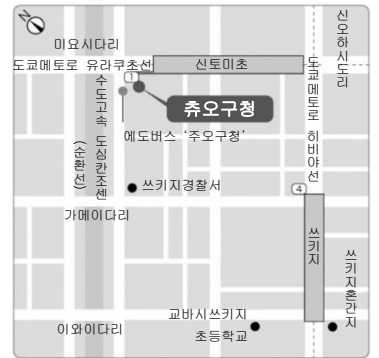 N
신오하시도리
미요시다리
도쿄메트로 유라쿠초선
신토미초
1
츄오구청
도쿄메트로 히비야선
에도버스 '주오구청'
수도고속 도심칸조센
(순환선)
쓰키지경찰서
4
가메이다리
쓰키지
쓰키지혼간지
교바시쓰키지
초등학교
이와이다리